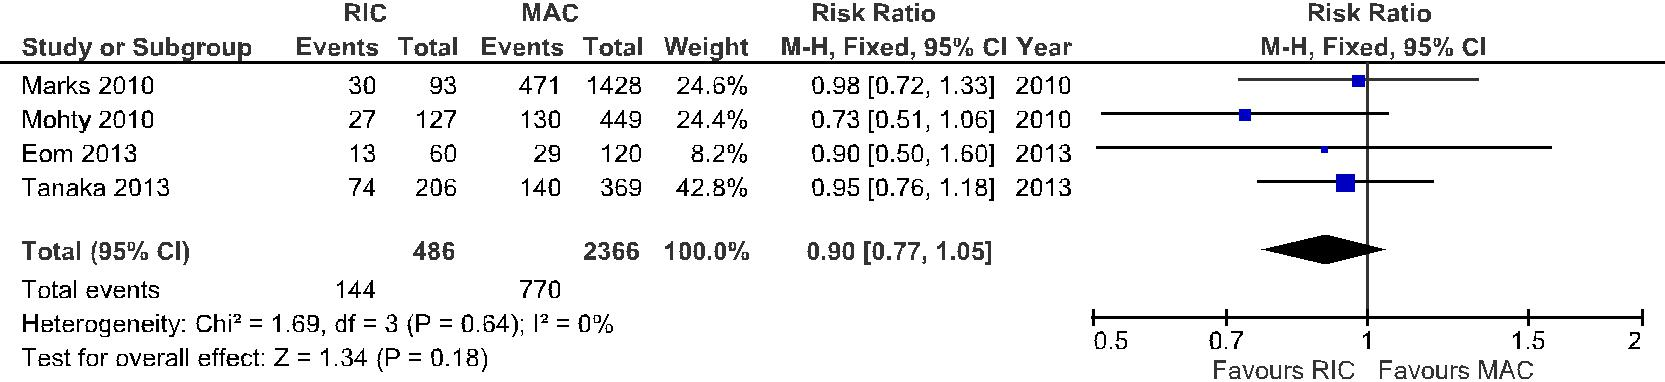 RIC MAC Risk Ratio Risk Ratio
Study or Subgroup Events Total Events Total Weight M-H, Fixed, 95% CI Year M-H, Fixed, 95% CI
Marks 2010 30 93 471 1428 24.6% 0.98 [0.72, 1.33] 2010
Mohty 2010 27 127 130 449 24.4% 0.73 [0.51, 1.06] 2010
Eom 2013 13 60 29 120 8.2% 0.90 [0.50, 1.60] 2013
Tanaka 2013 74 206 140 369 42.8% 0.95 [0.76, 1.18] 2013
Total (95% CI) 486 2366 100.0% 0.90 [0.77, 1.05]
Total events 144 770
Heterogeneity: Chi² = 1.69, df = 3 (P = 0.64); I² = 0%
Test for overall effect: Z = 1.34 (P = 0.18)
0.5 0.7 1 1.5 2
Favours RIC Favours MAC